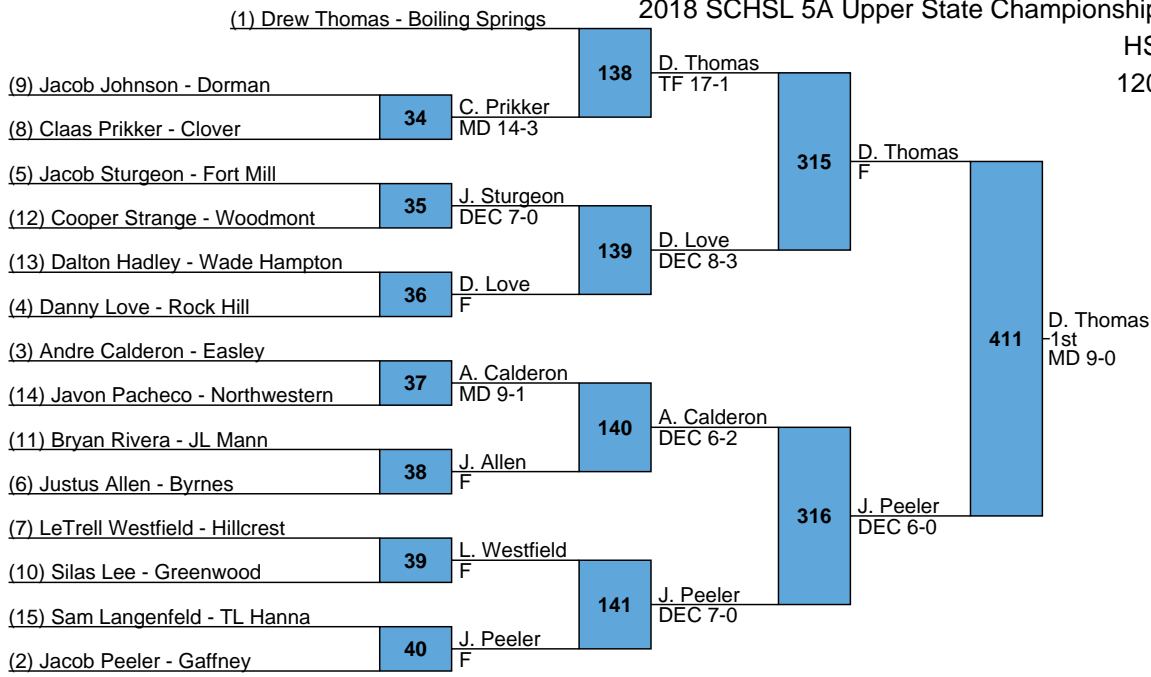 2018 SCHSL 5A Upper State Championship
HS
120
(1) Drew Thomas - Boiling Springs
(9) Jacob Johnson - Dorman
(8) Claas Prikker - Clover
(5) Jacob Sturgeon - Fort Mill
(12) Cooper Strange - Woodmont
(13) Dalton Hadley - Wade Hampton
(4) Danny Love - Rock Hill
(3) Andre Calderon - Easley
(14) Javon Pacheco - Northwestern
(11) Bryan Rivera - JL Mann
(6) Justus Allen - Byrnes
(7) LeTrell Westfield - Hillcrest
(10) Silas Lee - Greenwood
(15) Sam Langenfeld - TL Hanna
(2) Jacob Peeler - Gaffney
34
C. Prikker
MD 14-3
35
J. Sturgeon
DEC 7-0
36
D. Love
F
37
A. Calderon
MD 9-1
38
J. Allen
F
39
L. Westfield
F
40
J. Peeler
F
138
D. Thomas
TF 17-1
139
D. Love
DEC 8-3
140
A. Calderon
DEC 6-2
141
J. Peeler
DEC 7-0
315
D. Thomas
F
316
J. Peeler
DEC 6-0
411
D. Thomas
1st
MD 9-0